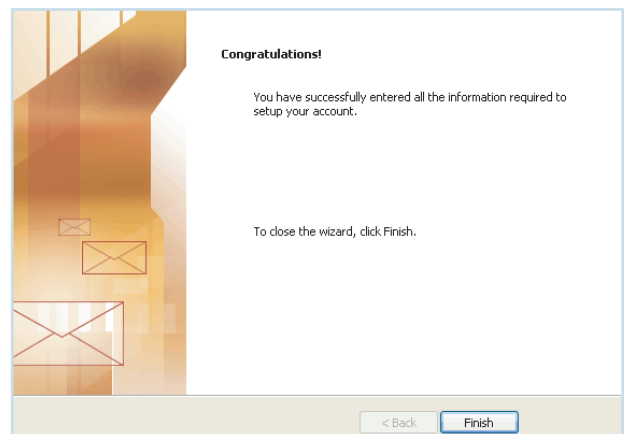 Congratulations!
You have successfully entered all the information required to
setup your account.
To close the wizard, click Finish.
< Back
Finish